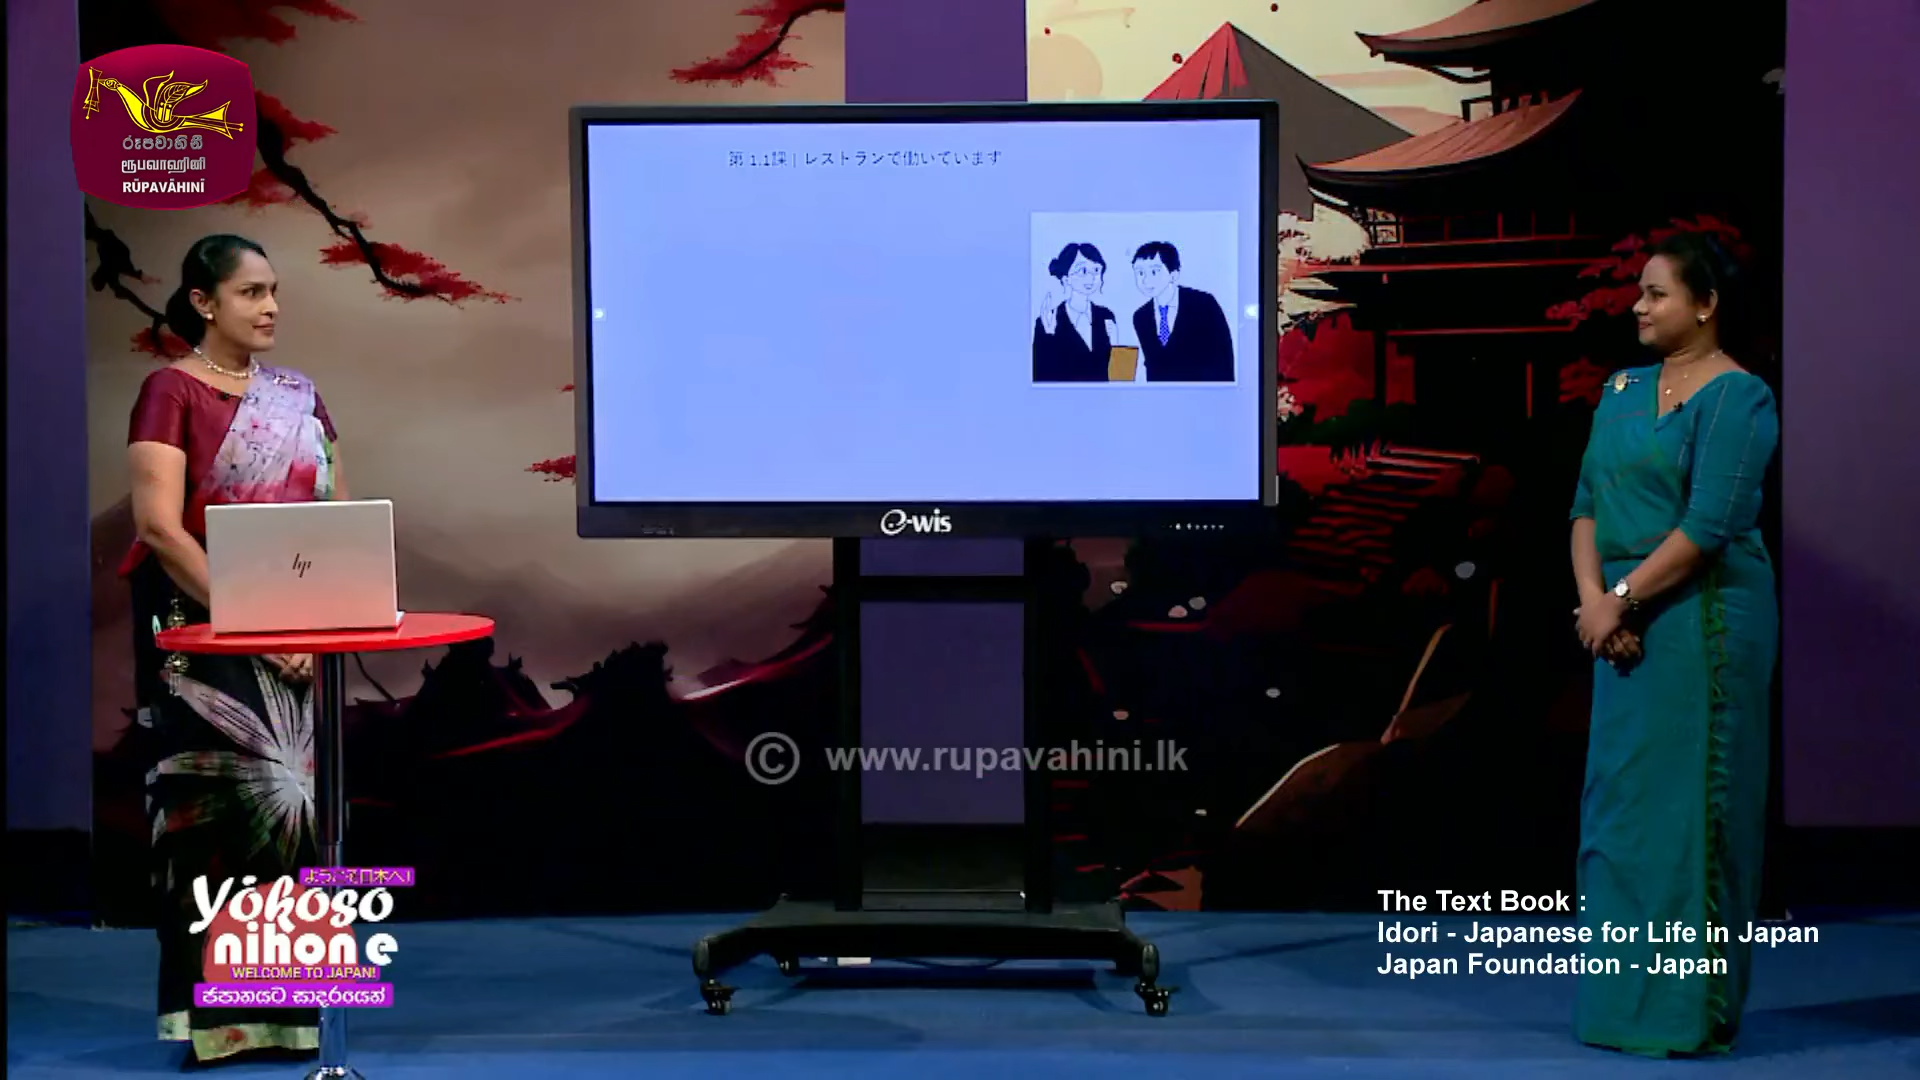 රූපවාහිනී
ரூபவாஹினி
RŪPAVĀHINĪ
第1.1課 | レストランで働いています
e-wis
hp
© www.rupavahini.lk
ようこそ日本へ!
yokoso
nihon e
WELCOME TO JAPAN!
ජපානයට සාදරයෙන්
The Text Book :
Idori - Japanese for Life in Japan
Japan Foundation - Japan